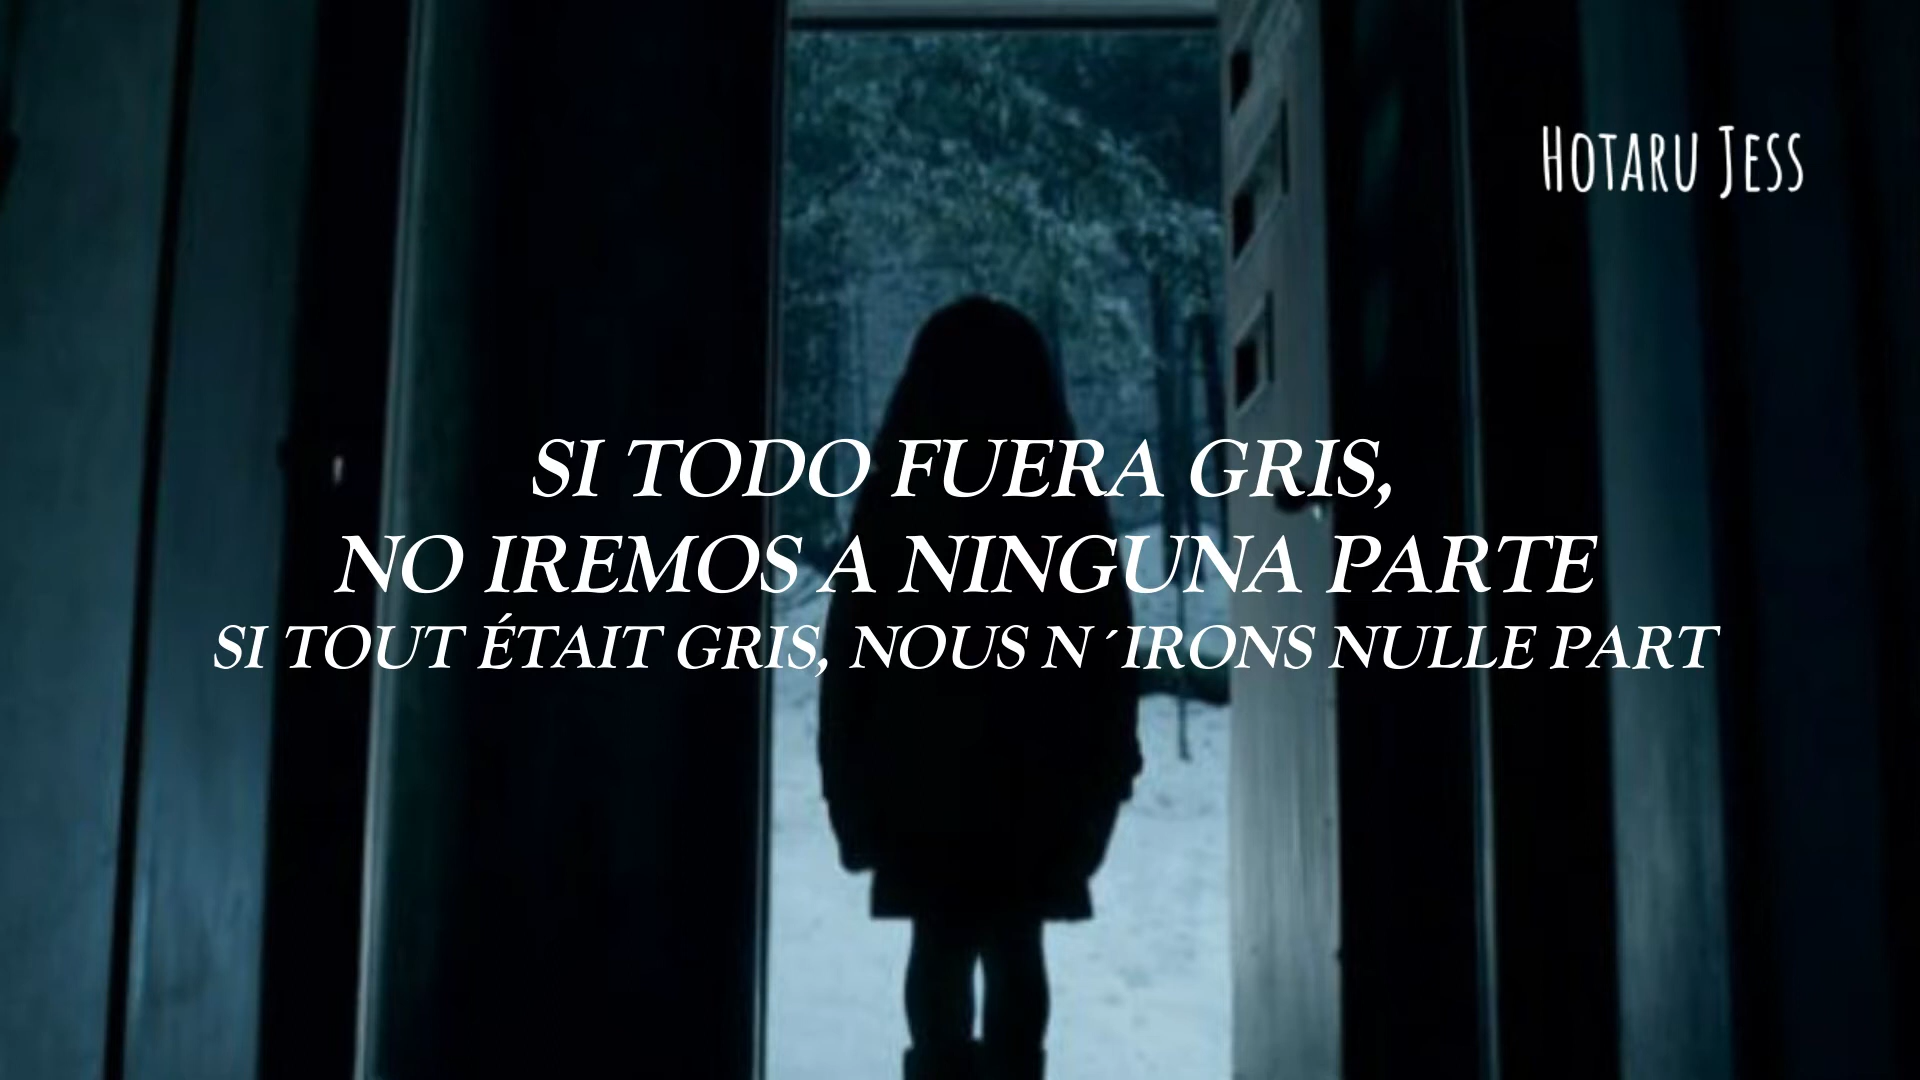 HOTARU JESS
SI TODO FUERA GRIS,
NO IREMOS A NINGUNA PARTE
SI TOUT ÉTAIT GRIS, NOUS N´IRONS NULLE PART